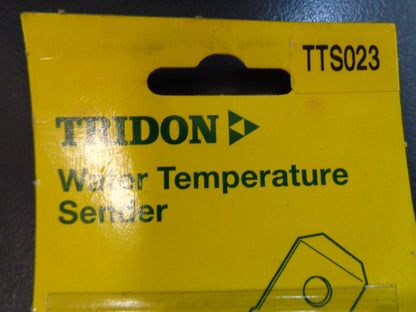 TTS023
TRIDON
Water Temperature
Sender